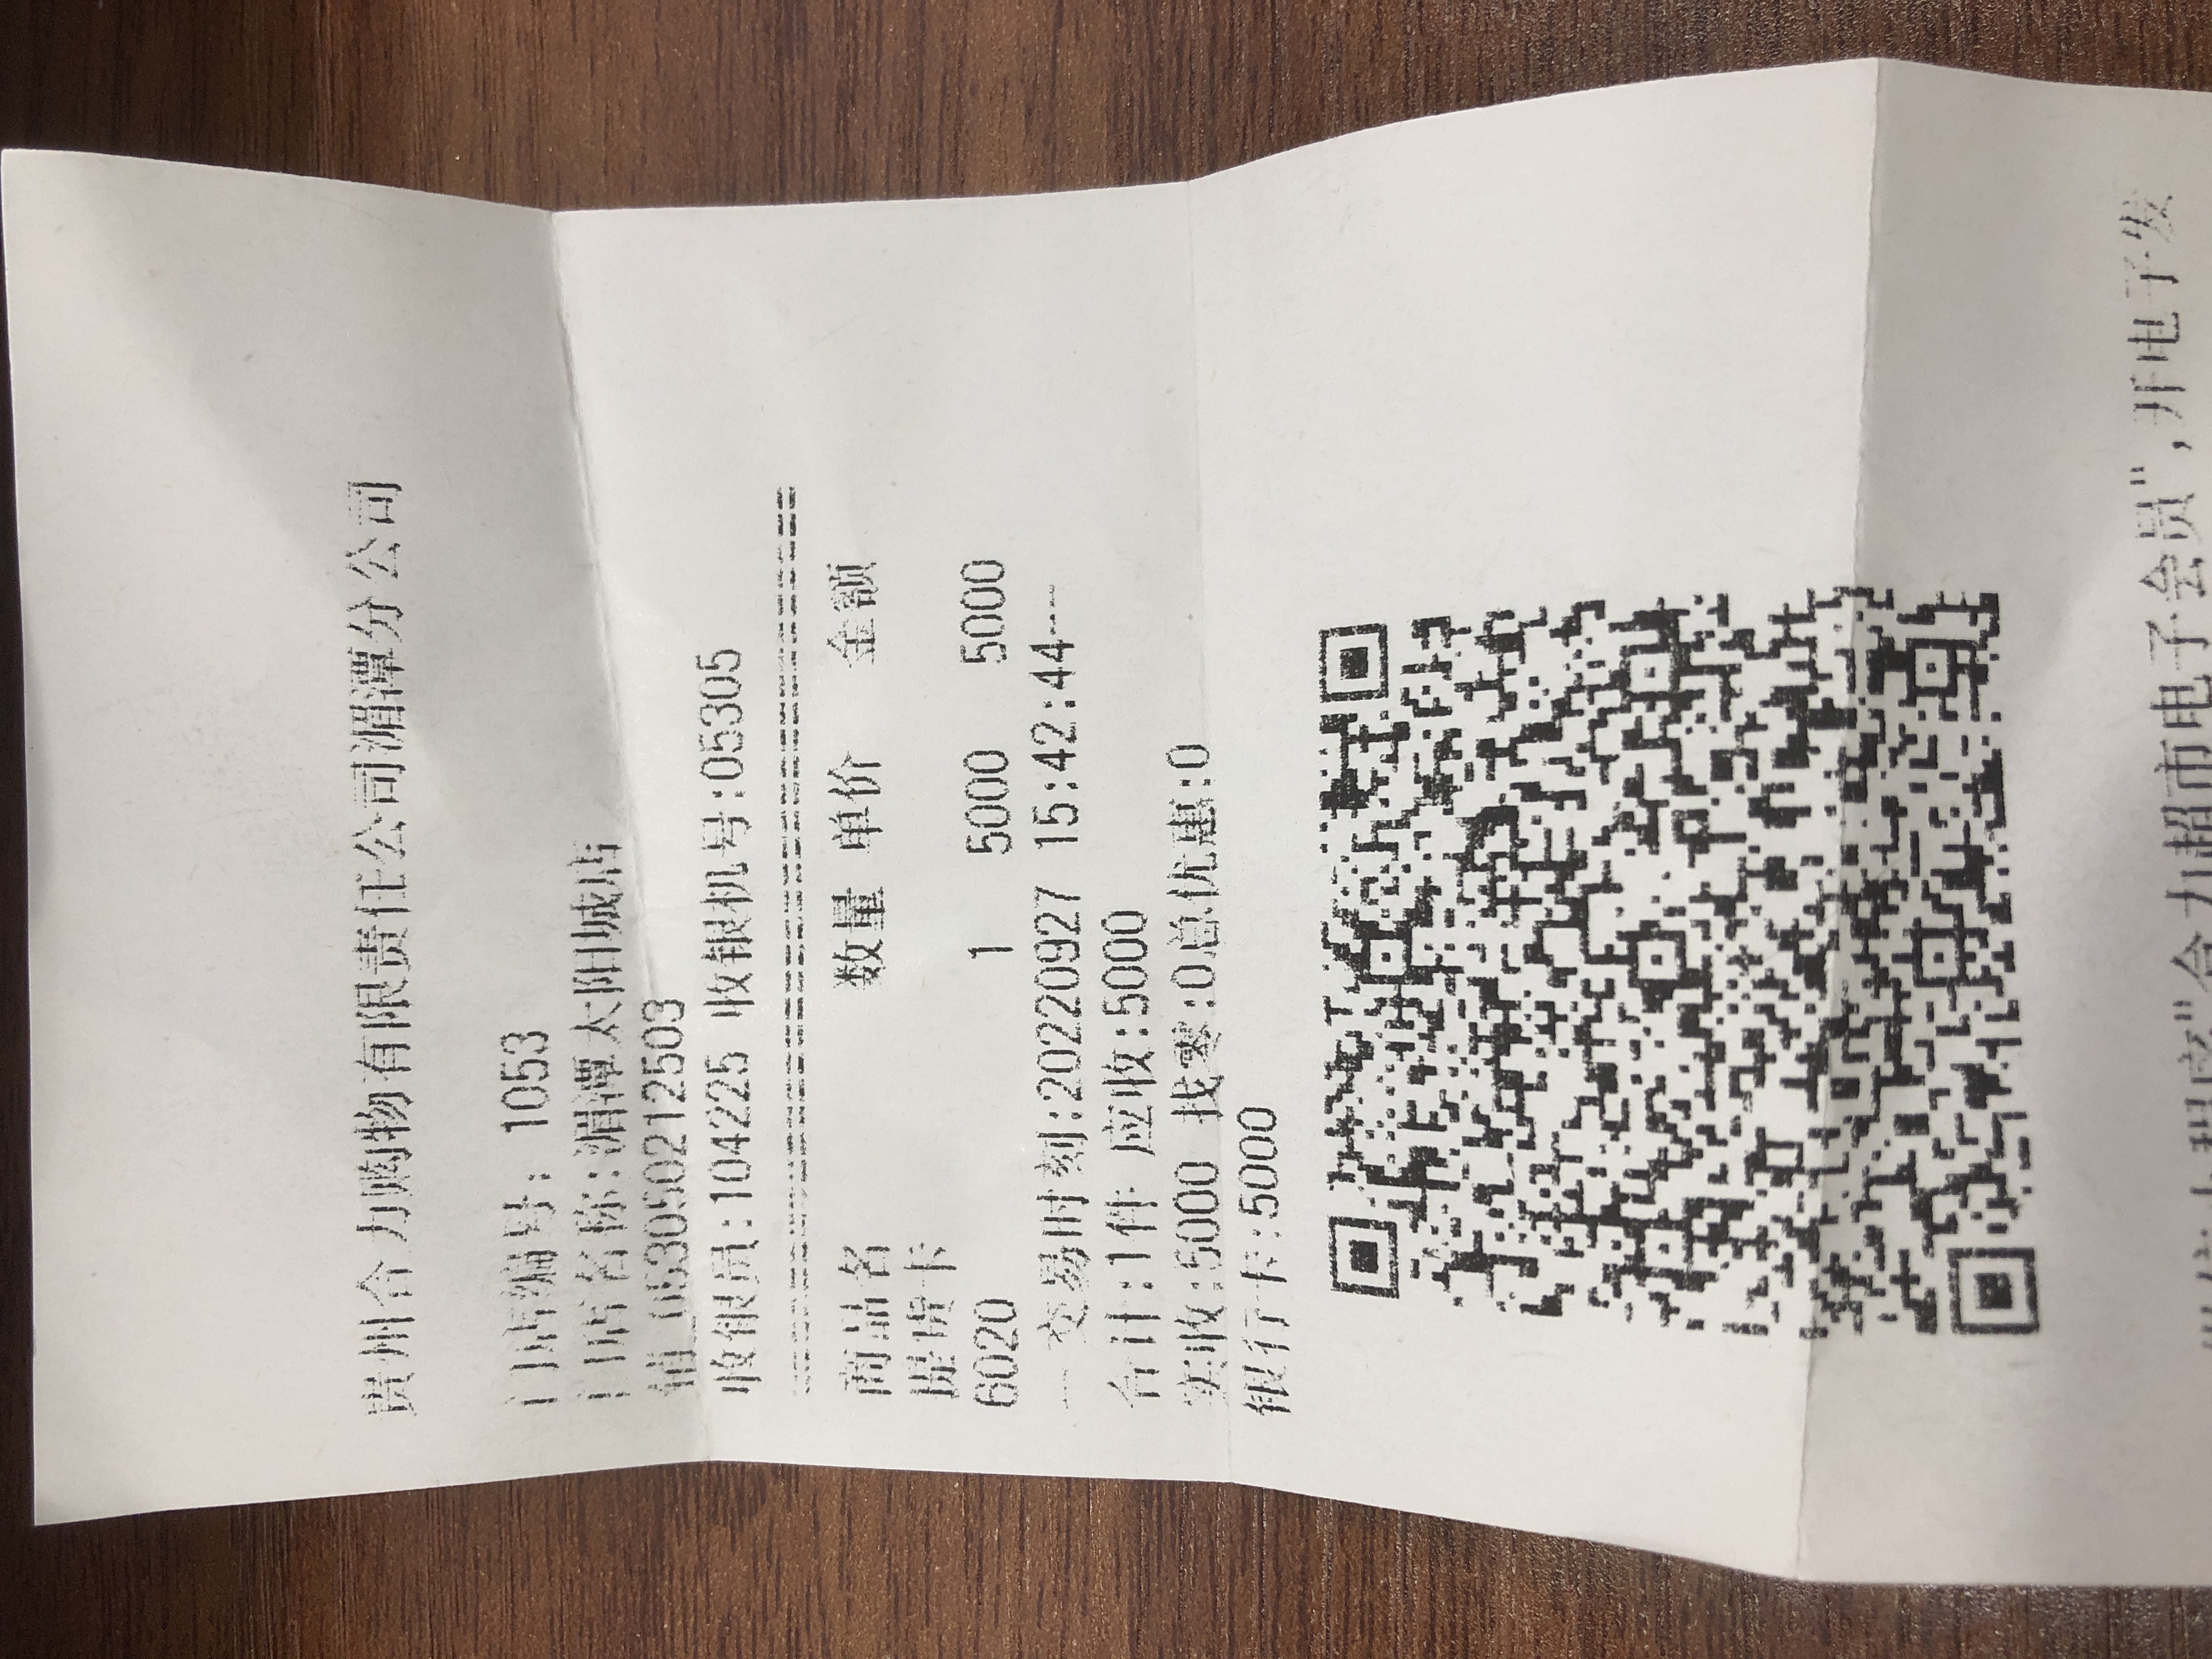 贵州合力购物有限责任公司湄潭分公司
门店编号: 1053
门店名称:湄潭太阳城店
053050212503
收银员:104225 收银机号:05305
商品名 数量 单价 金额
提货卡
6020 1 5000 5000
一交易时刻:20220927 15:42:44--
合计:1件 应收:5000
实收:5000 找零:0总优惠:0
银行卡:5000
"合力超市电子会员",开电子发